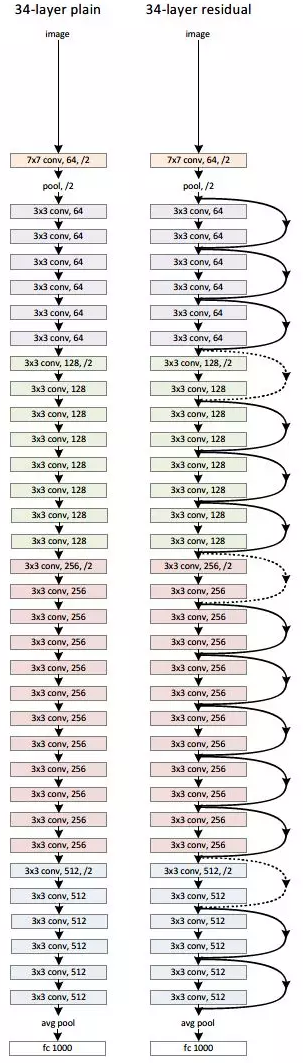 34-layer plain
image
7x7 conv, 64, /2
pool, /2
3x3 conv, 64
3x3 conv, 64
3x3 conv, 64
3x3 conv, 64
3x3 conv, 64
3x3 conv, 64
3x3 conv, 128, /2
3x3 conv, 128
3x3 conv, 128
3x3 conv, 128
3x3 conv, 128
3x3 conv, 128
3x3 conv, 128
3x3 conv, 128
3x3 conv, 256, /2
3x3 conv, 256
3x3 conv, 256
3x3 conv, 256
3x3 conv, 256
3x3 conv, 256
3x3 conv, 256
3x3 conv, 256
3x3 conv, 256
3x3 conv, 256
3x3 conv, 256
3x3 conv, 256
3x3 conv, 512, /2
3x3 conv, 512
3x3 conv, 512
3x3 conv, 512
3x3 conv, 512
3x3 conv, 512
avg pool
fc 1000
34-layer residual
image
7x7 conv, 64, /2
pool, /2
3x3 conv, 64
3x3 conv, 64
3x3 conv, 64
3x3 conv, 64
3x3 conv, 64
3x3 conv, 64
3x3 conv, 128, /2
3x3 conv, 128
3x3 conv, 128
3x3 conv, 128
3x3 conv, 128
3x3 conv, 128
3x3 conv, 128
3x3 conv, 128
3x3 conv, 256, /2
3x3 conv, 256
3x3 conv, 256
3x3 conv, 256
3x3 conv, 256
3x3 conv, 256
3x3 conv, 256
3x3 conv, 256
3x3 conv, 256
3x3 conv, 256
3x3 conv, 256
3x3 conv, 256
3x3 conv, 512, /2
3x3 conv, 512
3x3 conv, 512
3x3 conv, 512
3x3 conv, 512
3x3 conv, 512
avg pool
fc 1000